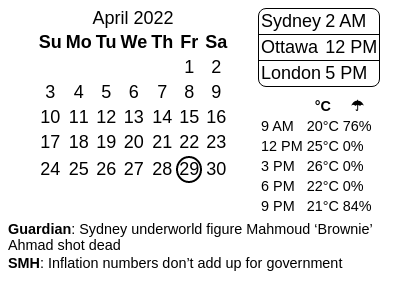 April 2022
Su Mo Tu We Th Fr Sa
1 2
3 4 5 6 7 8 9
10 11 12 13 14 15 16
17 18 19 20 21 22 23
24 25 26 27 28 29 30
Sydney 2 AM
Ottawa 12 PM
London 5 PM
°C ☂
9 AM 20°C 76%
12 PM 25°C 0%
3 PM 26°C 0%
6 PM 22°C 0%
9 PM 21°C 84%
Guardian: Sydney underworld figure Mahmoud ‘Brownie’
Ahmad shot dead
SMH: Inflation numbers don’t add up for government